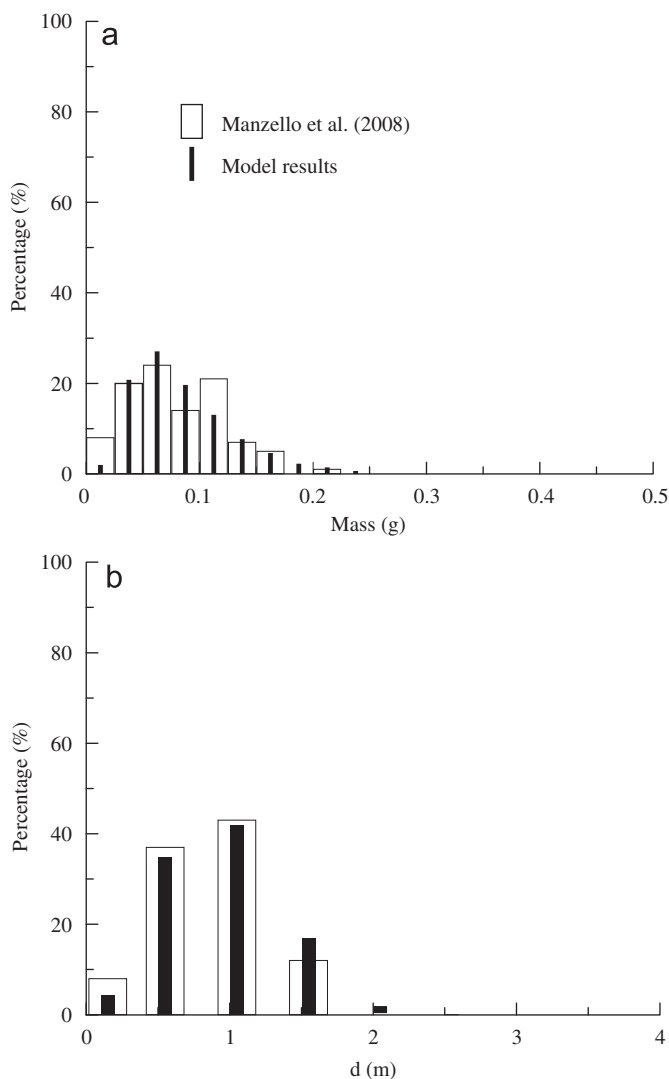 a
100
80
60
40
20
0
Percentage (%)
Manzello et al. (2008)
Model results
0 0.1 0.2 0.3 0.4 0.5
Mass (g)
b
100
80
60
40
20
0
Percentage (%)
0 1 2 3 4
d (m)